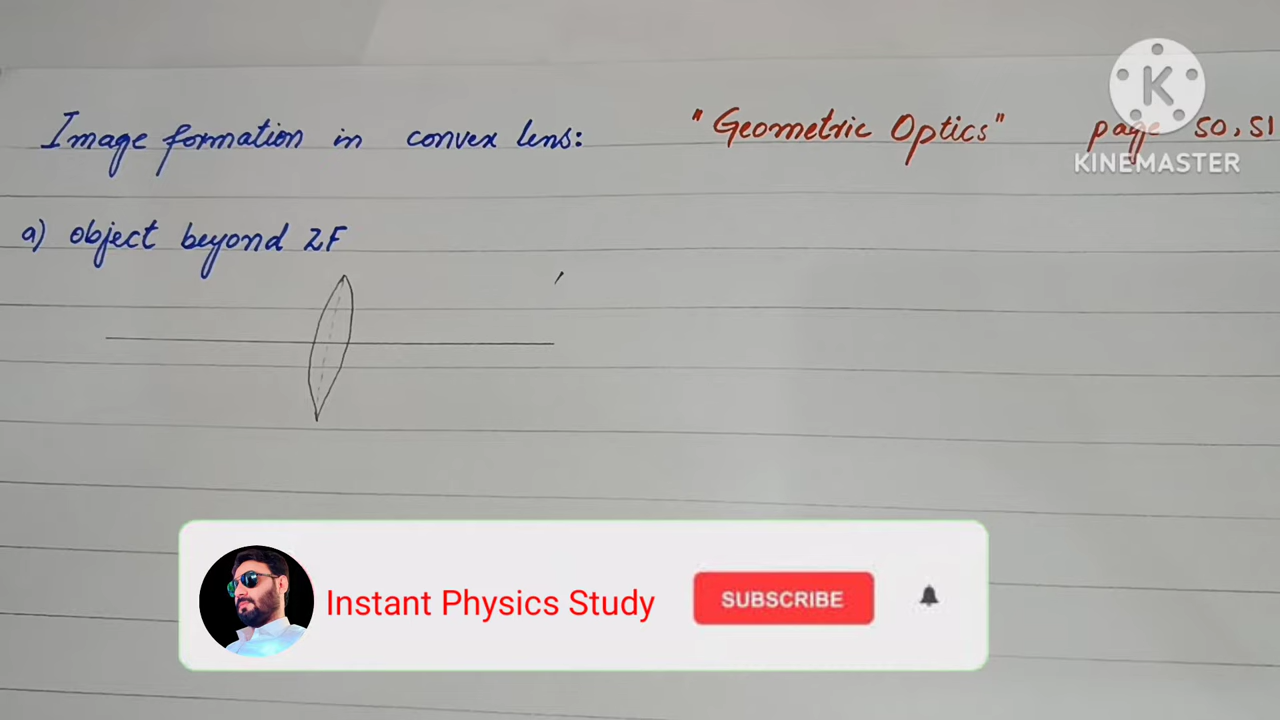 Image formation in convex lens:
"Geometric Optics"
page 50, 51
KINEMASTER
a) object beyond 2F
Instant Physics Study
SUBSCRIBE